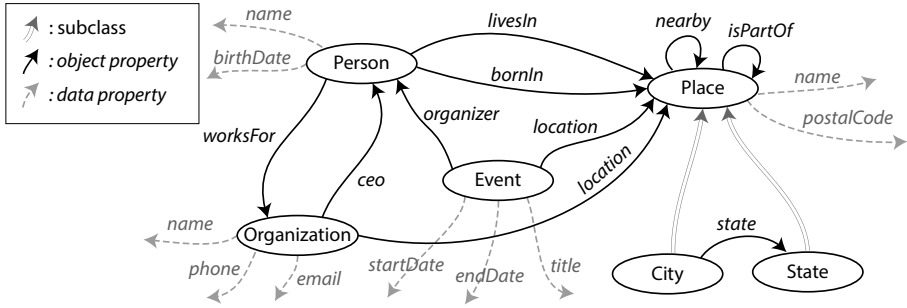 : subclass
: object property
: data property
name
birthDate
Person
livesIn
bornIn
nearby
isPartOf
Place
name
postalCode
worksFor
ceo
organizer
location
location
Event
name
Organization
phone
email
startDate
endDate
title
state
City
State